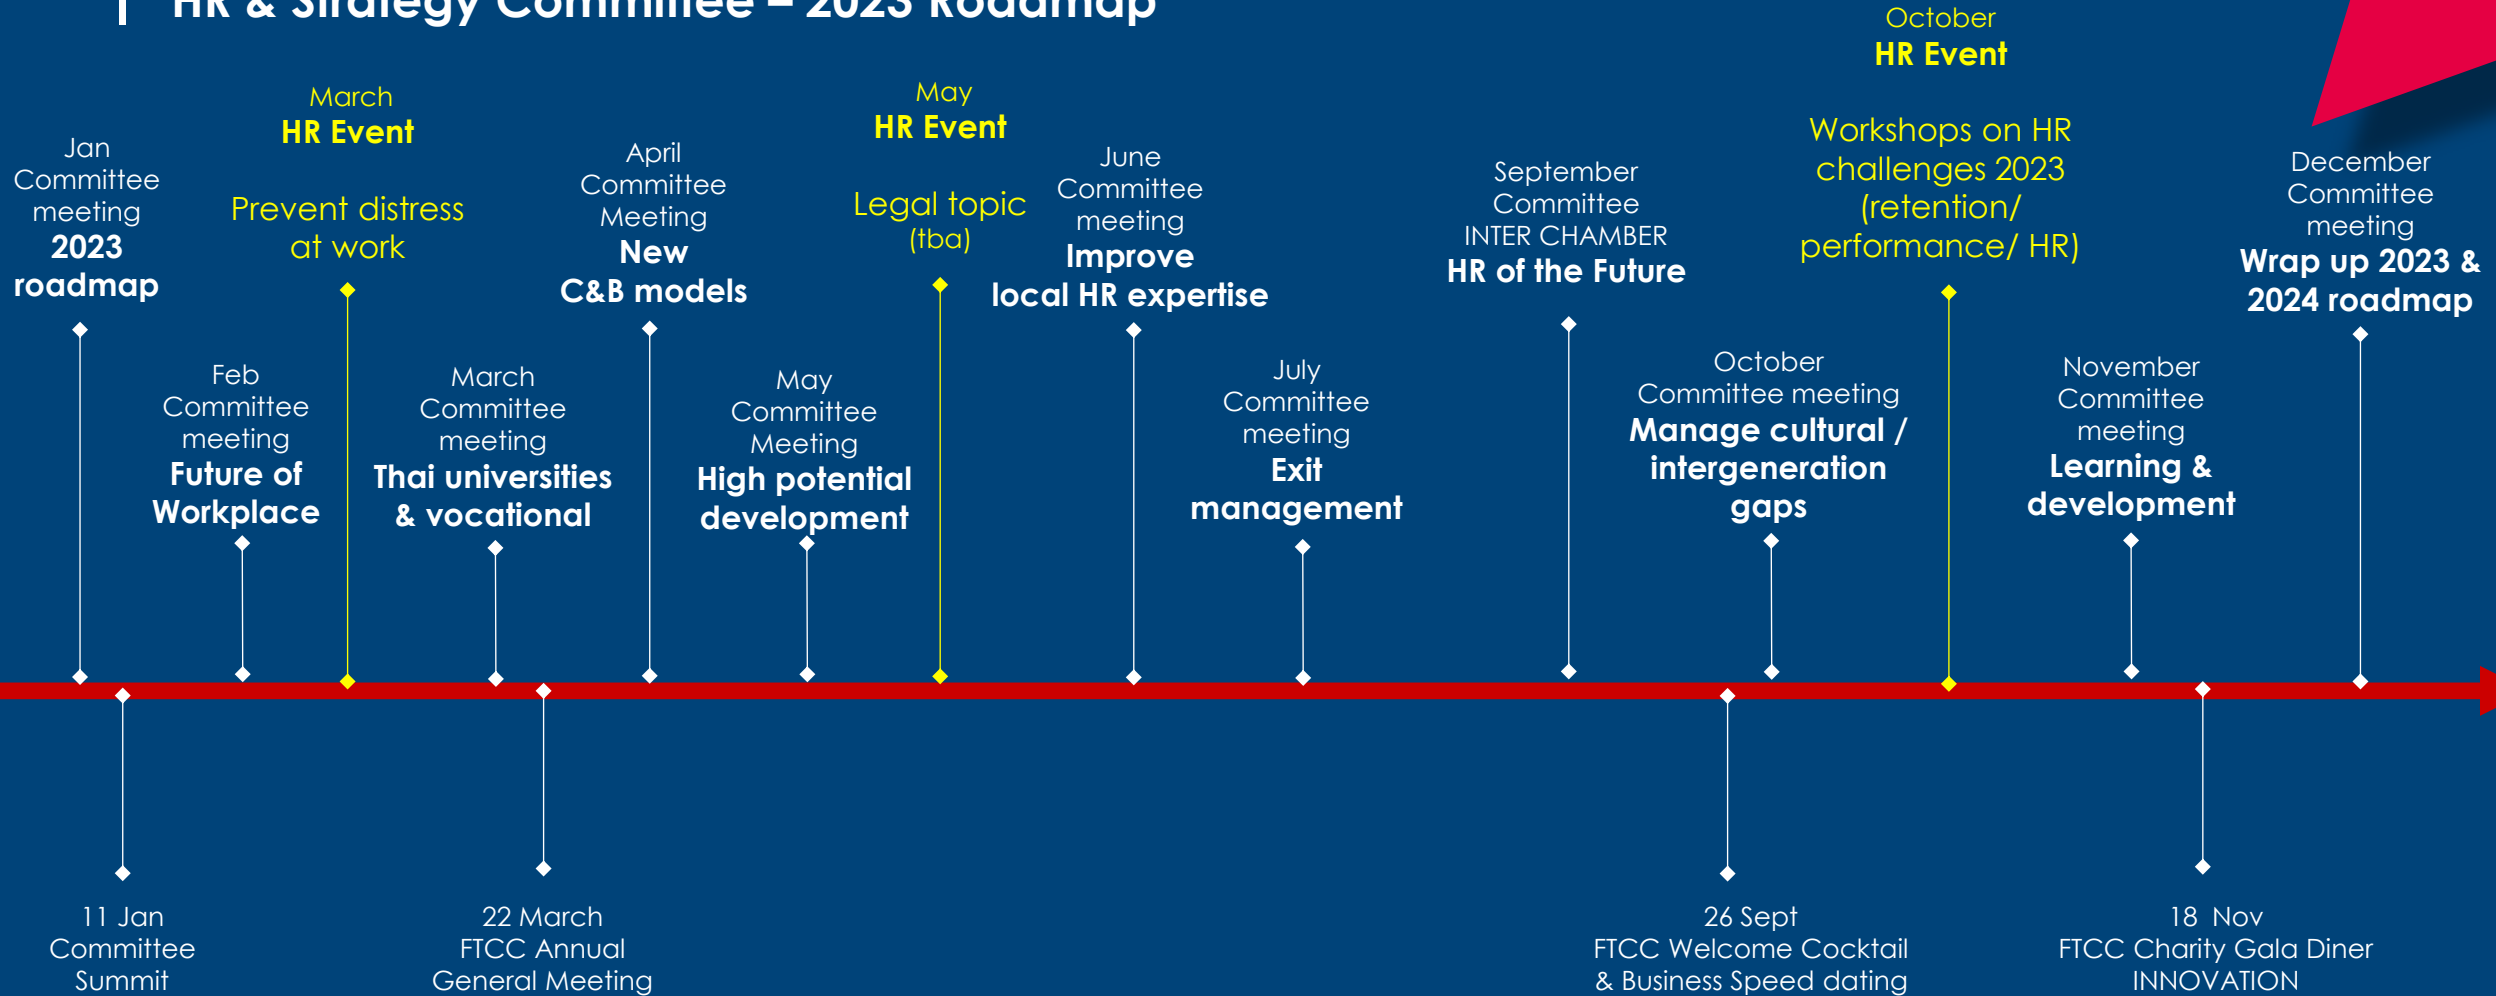 HR & Strategy Committee – 2023 Roadmap
Jan
Committee
meeting
2023
roadmap
Feb
Committee
meeting
Future of
Workplace
March
HR Event
Prevent distress
at work
March
Committee
meeting
Thai universities
& vocational
April
Committee
Meeting
New
C&B models
May
Committee
Meeting
High potential
development
May
HR Event
Legal topic
(tba)
June
Committee
meeting
Improve
local HR expertise
July
Committee
meeting
Exit
management
September
Committee
INTER CHAMBER
HR of the Future
October
Committee meeting
Manage cultural /
intergeneration
gaps
October
HR Event
Workshops on HR
challenges 2023
(retention/
performance/ HR)
November
Committee
meeting
Learning &
development
December
Committee
meeting
Wrap up 2023 &
2024 roadmap
11 Jan
Committee
Summit
22 March
FTCC Annual
General Meeting
26 Sept
FTCC Welcome Cocktail
& Business Speed dating
18 Nov
FTCC Charity Gala Diner
INNOVATION